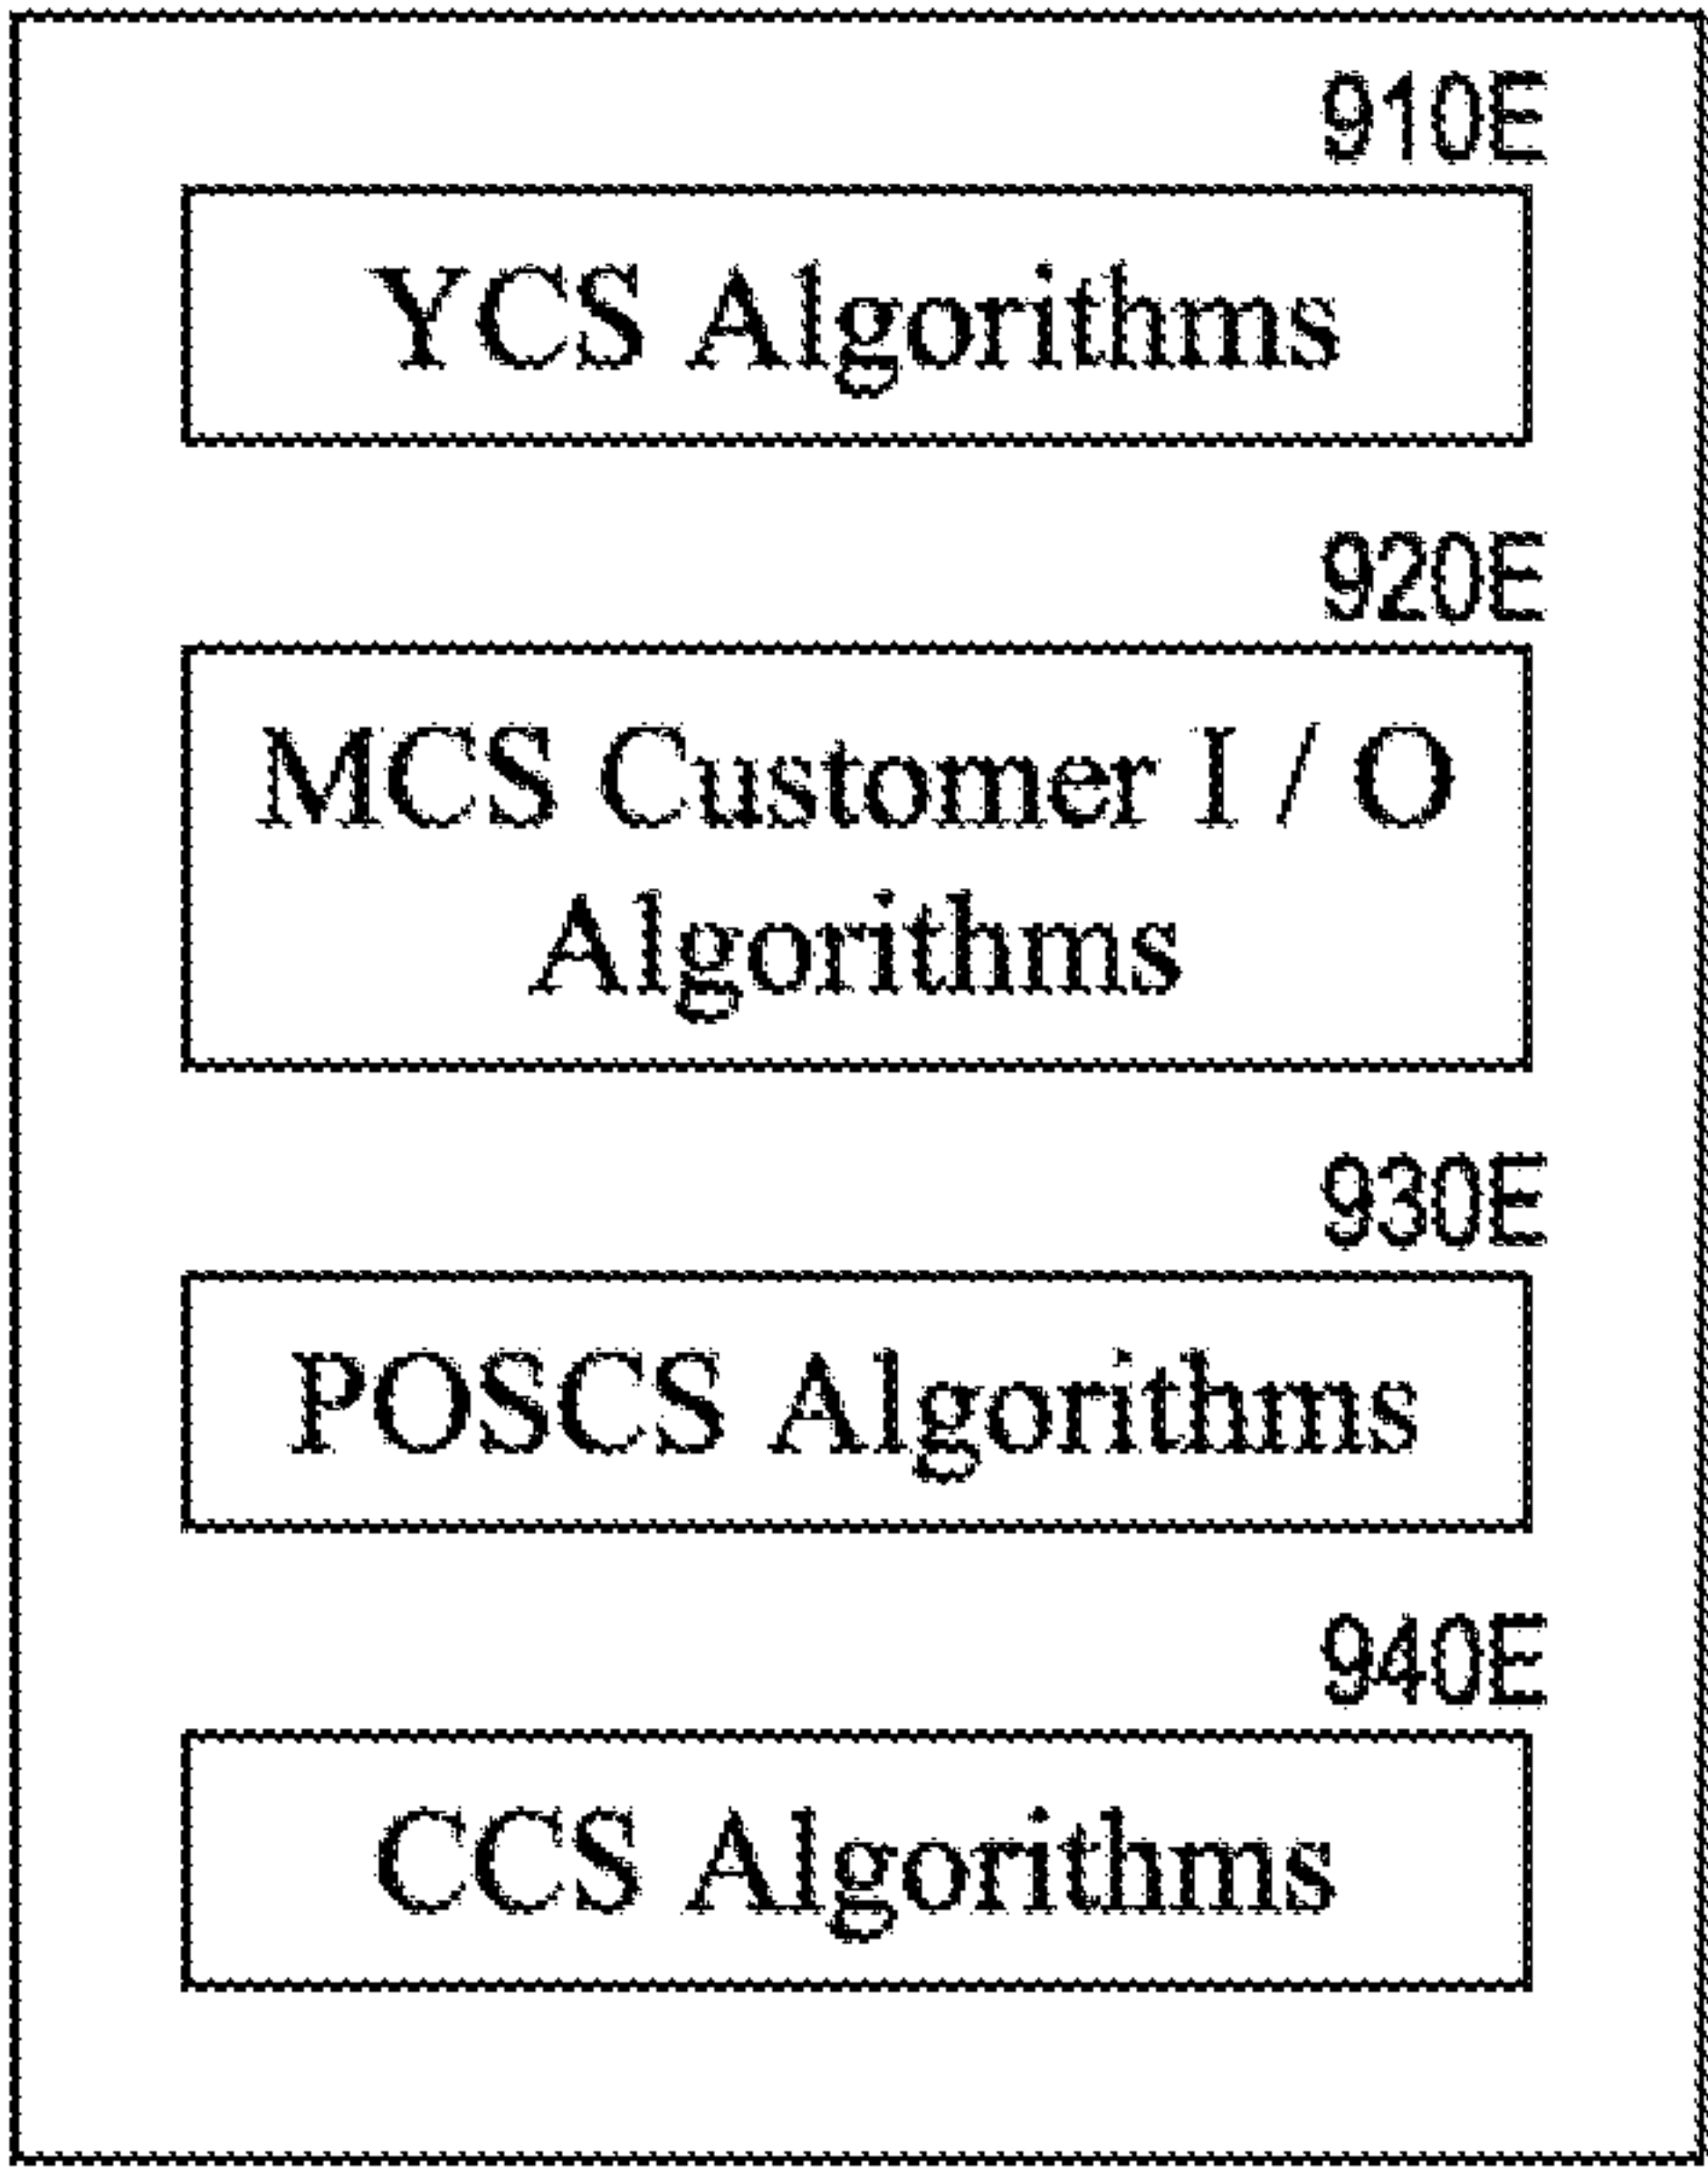 910E
YCS Algorithms
920E
MCS Customer I / O
Algorithms
930E
POSCS Algorithms
940E
CCS Algorithms